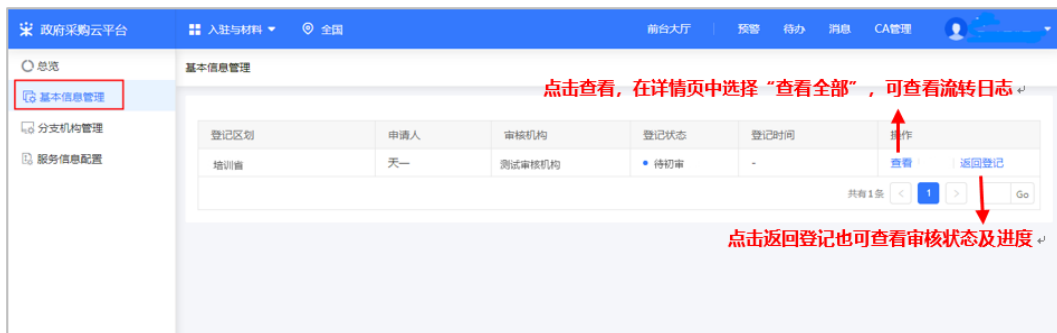 政府采购云平台 入驻与材料 全国 前台大厅 预警 待办 消息 CA管理
总览 基本信息管理
点击查看，在详情页中选择“查看全部”，可查看流转日志
基本信息管理
分支机构管理
登记区划 申请人 审核机构 登记状态 登记时间 操作
服务信息配置
培训省 天一 测试审核机构 待初审 - 查看 返回登记
共有1条 < 1 > Go
点击返回登记也可查看审核状态及进度